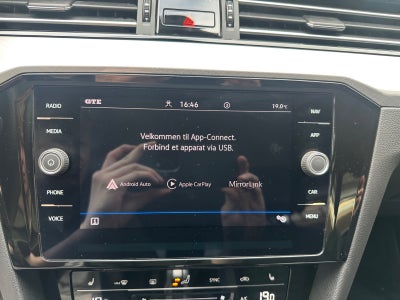 RADIO
MEDIA
PHONE
VOICE
GTE
16:46
19.0°C
Velkommen til App-Connect.
Forbind et apparat via USB.
Android Auto
Apple CarPlay
MirrorLink
NAV
APP
CAR
MENU
SYNC